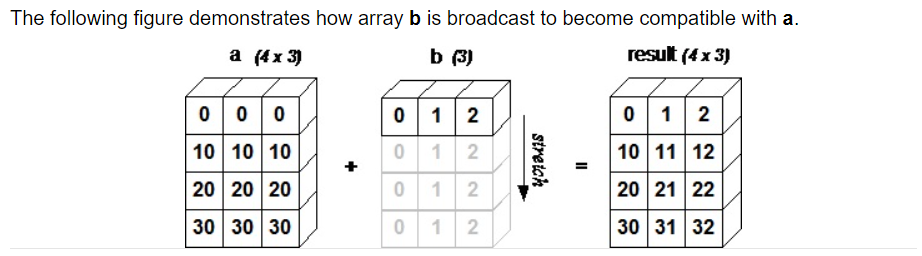 The following figure demonstrates how array b is broadcast to become compatible with a.
a (4 x 3) b (3) result (4 x 3)
0 0 0 0 1 2 0 1 2
10 10 10 0 1 2 10 11 12
+ stretch =
20 20 20 0 1 2 20 21 22
30 30 30 0 1 2 30 31 32